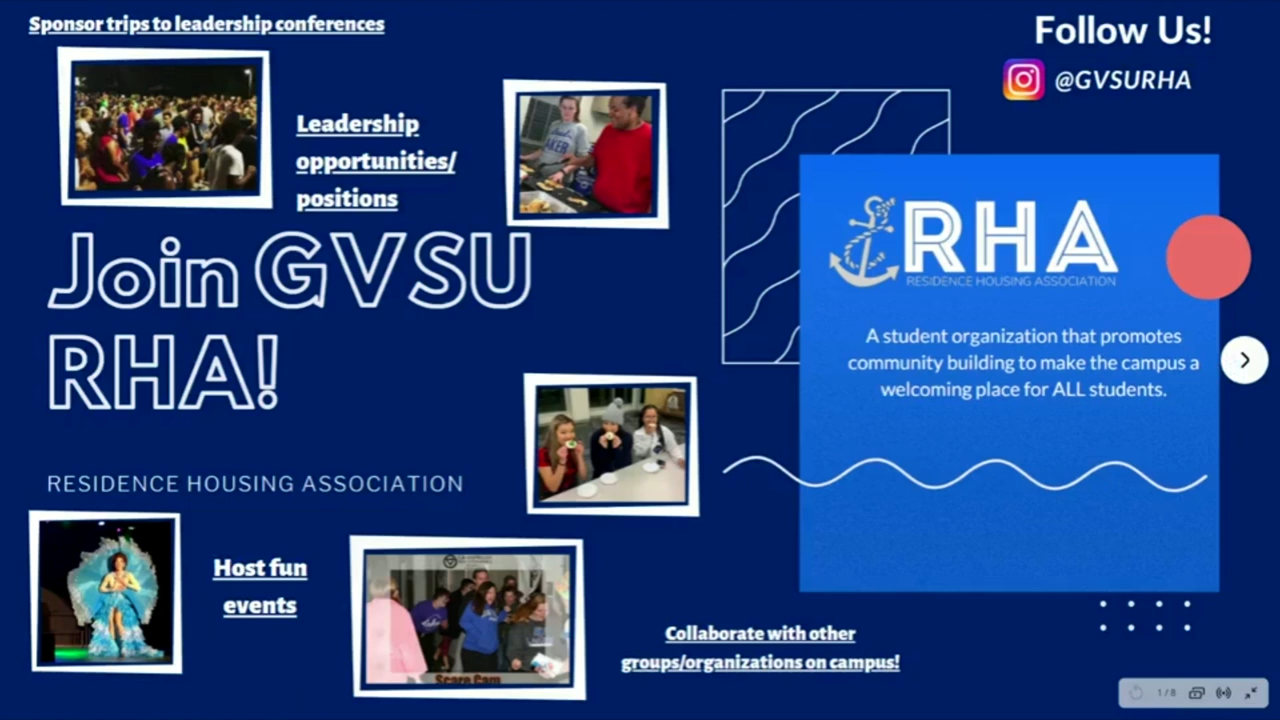 Sponsor trips to leadership conferences
Follow Us!
@GVSURHA
Leadership
opportunities/
positions
Join GVSU
RHA!
RESIDENCE HOUSING ASSOCIATION
RHA
RESIDENCE HOUSING ASSOCIATION
A student organization that promotes
community building to make the campus a
welcoming place for ALL students.
Host fun
events
Scare Cam
Collaborate with other
groups/organizations on campus!
1/8